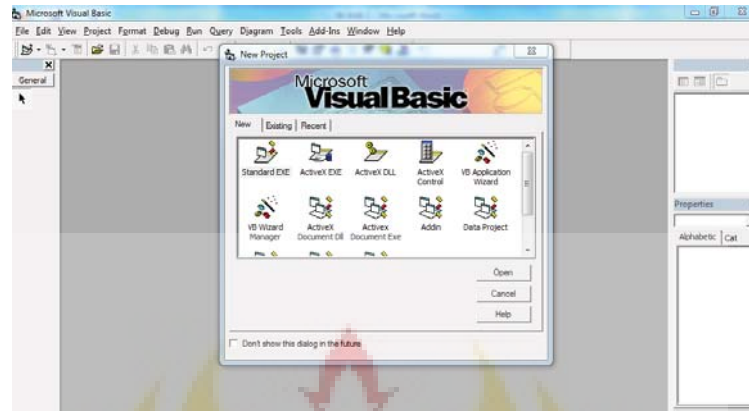 Microsoft Visual Basic
File Edit View Project Format Debug Run Query Diagram Tools Add-Ins Window Help
New Project
General
Microsoft
Visual Basic
New Existing Recent
Standard EXE ActiveX EXE ActiveX DLL ActiveX Control VB Application Wizard
VB Wizard Manager ActiveX Document Dll Activex Document Exe Addin Data Project
Properties
Alphabetic Cat
Open
Cancel
Help
Don't show this dialog in the future